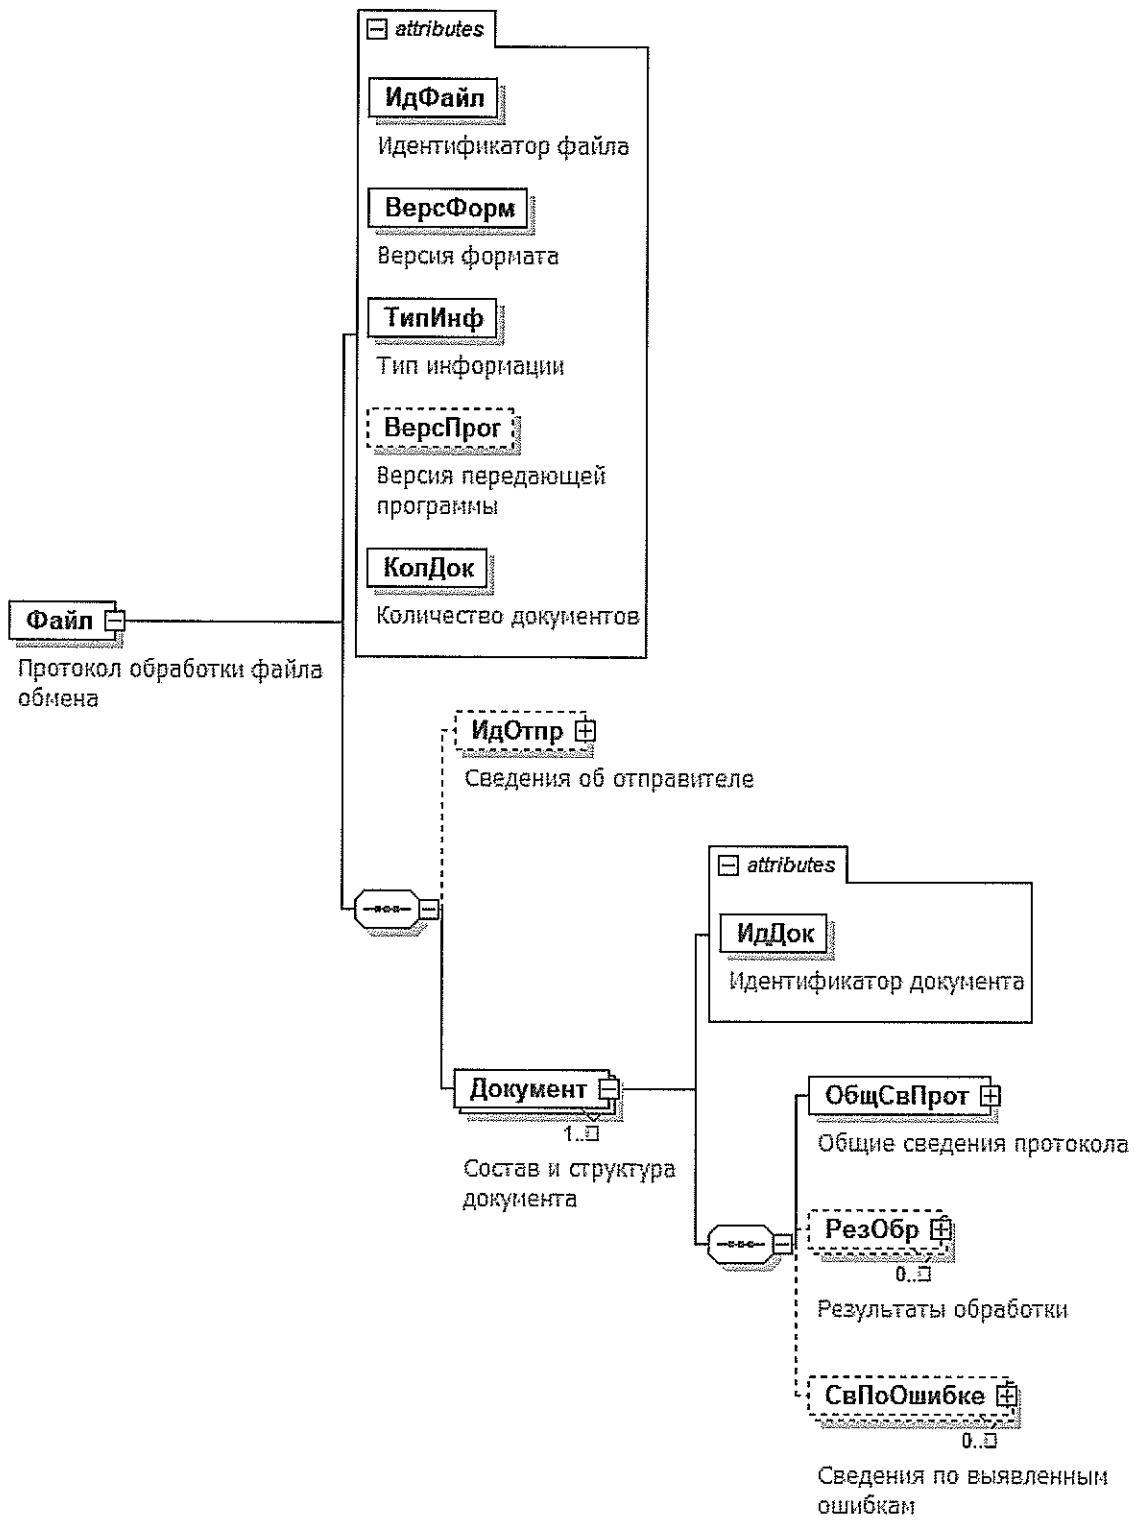 attributes
ИдФайл
Идентификатор файла
ВерсФорм
Версия формата
ТипИнф
Тип информации
ВерсПрог
Версия передающей
программы
КолДок
Количество документов
Файл
Протокол обработки файла
обмена
ИдОтпр
Сведения об отправителе
attributes
ИдДок
Идентификатор документа
Документ
1..□
Состав и структура
документа
ОбщСвПрот
Общие сведения протокола
РезОбр
0..□
Результаты обработки
СвПоОшибке
0..□
Сведения по выявленным
ошибкам